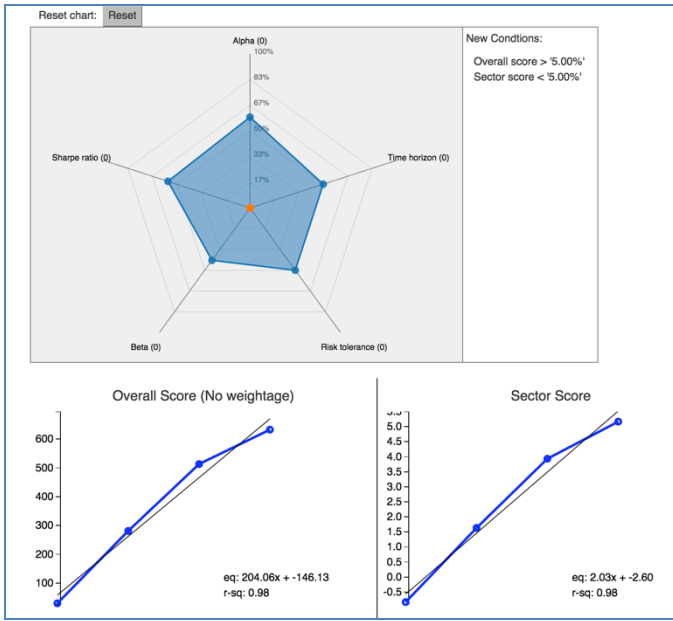 Reset chart: Reset
Alpha (0)
100%
83%
67%
50%
33%
17%
Sharpe ratio (0)
Time horizon (0)
Beta (0)
Risk tolerance (0)
New Condtions:
Overall score > '5.00%'
Sector score < '5.00%'
Overall Score (No weightage)
600
500
400
300
200
100
eq: 204.06x + -146.13
r-sq: 0.98
Sector Score
5.5
5.0
4.5
4.0
3.5
3.0
2.5
2.0
1.5
1.0
0.5
0.0
-0.5
eq: 2.03x + -2.60
r-sq: 0.98